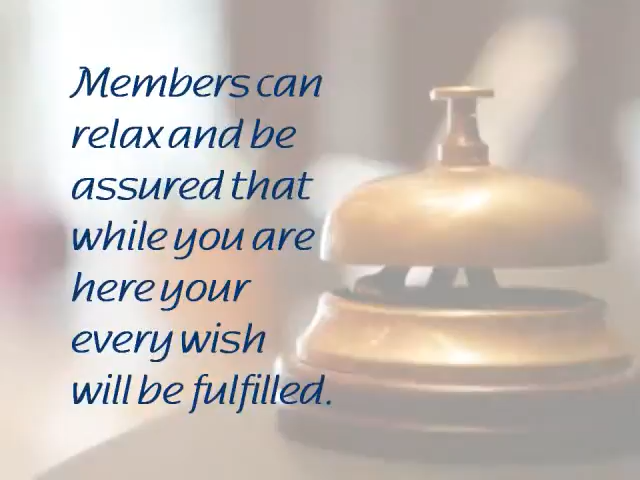 Members can
relax and be
assured that
while you are
here your
every wish
will be fulfilled.